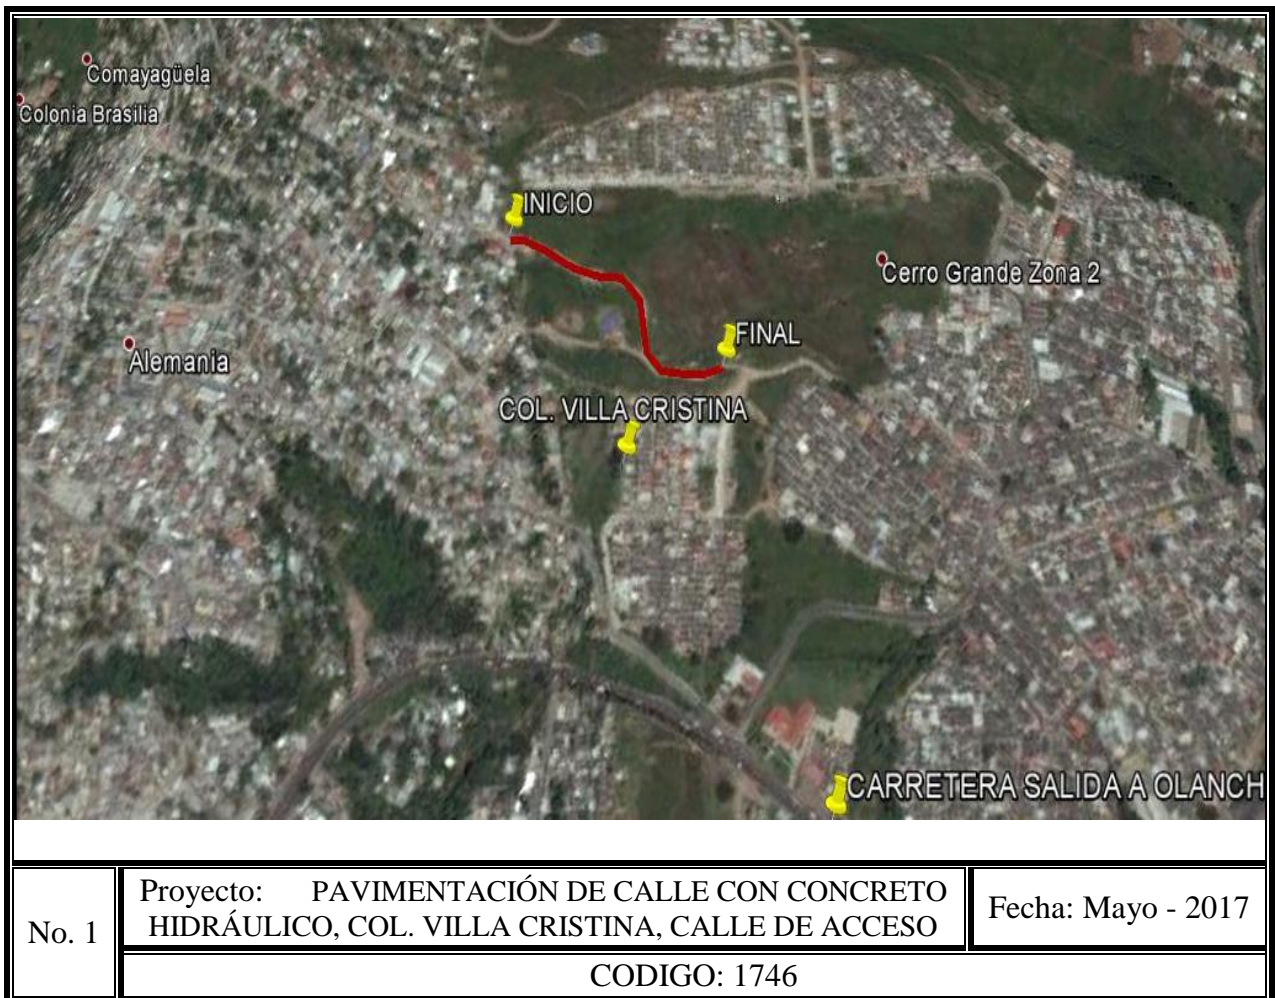 Comayagüela
Colonia Brasilia
INICIO
Cerro Grande Zona 2
FINAL
Alemania
COL. VILLA CRISTINA
CARRETERA SALIDA A OLANCH
No. 1
Proyecto: PAVIMENTACIÓN DE CALLE CON CONCRETO
HIDRÁULICO, COL. VILLA CRISTINA, CALLE DE ACCESO
Fecha: Mayo - 2017
CODIGO: 1746